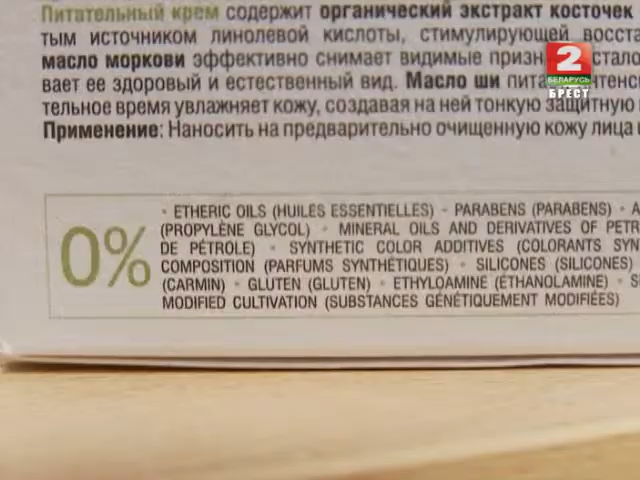 Питательный крем содержит органический экстракт косточек
тым источником линолевой кислоты, стимулирующей восста
масло моркови эффективно снимает видимые призн стало
вает ее здоровый и естественный вид. Масло ши пита нтенс
тельное время увлажняет кожу, создавая на ней тонкую защитную
Применение: Наносить на предварительно очищенную кожу лица
2
БЕЛАРУСЬ
БРЕСТ
0%
• ETHERIC OILS (HUILES ESSENTIELLES) • PARABENS (PARABENS) • A
(PROPYLÈNE GLYCOL) • MINERAL OILS AND DERIVATIVES OF PETR
DE PÉTROLE) • SYNTHETIC COLOR ADDITIVES (COLORANTS SYN
COMPOSITION (PARFUMS SYNTHÉTIQUES) • SILICONES (SILICONES)
(CARMIN) • GLUTEN (GLUTEN) • ETHYLOAMINE (ÉTHANOLAMINE) • S
MODIFIED CULTIVATION (SUBSTANCES GÉNÉTIQUEMENT MODIFIÉES)